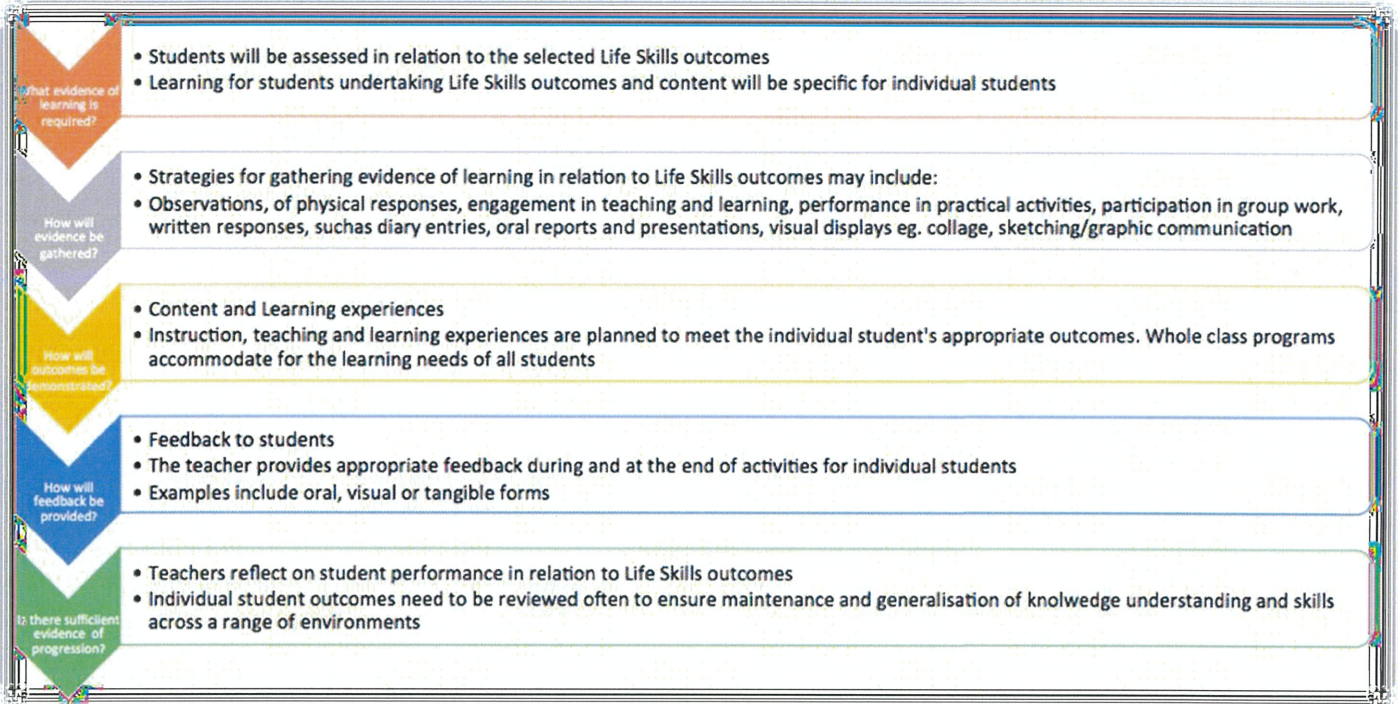 What evidence of
learning is
required?
• Students will be assessed in relation to the selected Life Skills outcomes
• Learning for students undertaking Life Skills outcomes and content will be specific for individual students
How will
evidence be
gathered?
• Strategies for gathering evidence of learning in relation to Life Skills outcomes may include:
• Observations, of physical responses, engagement in teaching and learning, performance in practical activities, participation in group work,
written responses, suchas diary entries, oral reports and presentations, visual displays eg. collage, sketching/graphic communication
How will
outcomes be
demonstrated?
• Content and Learning experiences
• Instruction, teaching and learning experiences are planned to meet the individual student's appropriate outcomes. Whole class programs
accommodate for the learning needs of all students
How will
feedback be
provided?
• Feedback to students
• The teacher provides appropriate feedback during and at the end of activities for individual students
• Examples include oral, visual or tangible forms
Is there sufficient
evidence of
progression?
• Teachers reflect on student performance in relation to Life Skills outcomes
• Individual student outcomes need to be reviewed often to ensure maintenance and generalisation of knolwedge understanding and skills
across a range of environments